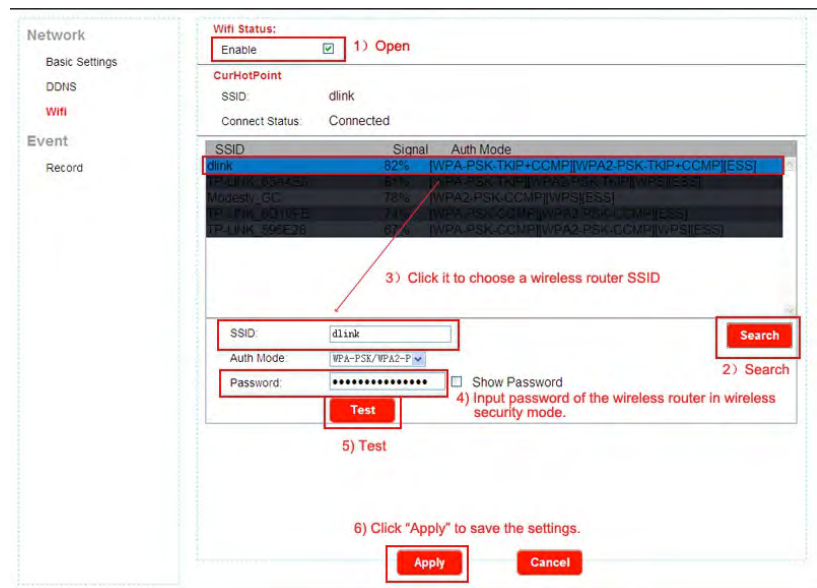 Network
Basic Settings
DDNS
Wifi
Event
Record
Wifi Status:
Enable 1) Open
CurHotPoint
SSID: dlink
Connect Status: Connected
SSID Signal Auth Mode
dlink 82% [WPA-PSK-TKIP+CCMP][WPA2-PSK-TKIP+CCMP][ESS]
81% [WPA-PSK-TKIP][WPA2-PSK-TKIP][WPS][ESS]
Modesty_GC 78% [WPA2-PSK-CCMP][WPS][ESS]
[WPA-PSK-CCMP][WPA2-PSK-CCMP][ESS]
TP-LINK_596E28 67% [WPA-PSK-CCMP][WPA2-PSK-CCMP][WPS][ESS]
3) Click it to choose a wireless router SSID
SSID: dlink
Search
Auth Mode: WPA-PSK/WPA2-P
2) Search
Password: ●●●●●●●●●●●●●●● Show Password
4) Input password of the wireless router in wireless
security mode.
Test
5) Test
6) Click “Apply” to save the settings.
Apply Cancel